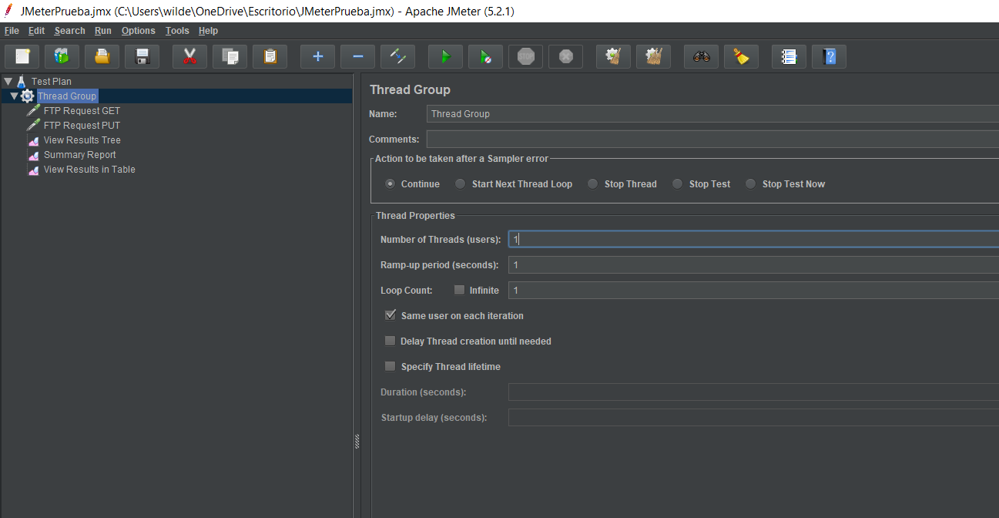 JMeterPrueba.jmx (C:\Users\wilde\OneDrive\Escritorio\JMeterPrueba.jmx) - Apache JMeter (5.2.1)
File Edit Search Run Options Tools Help
STOP
Test Plan
Thread Group
FTP Request GET
FTP Request PUT
View Results Tree
Summary Report
View Results in Table
Thread Group
Name: Thread Group
Comments:
Action to be taken after a Sampler error
Continue Start Next Thread Loop Stop Thread Stop Test Stop Test Now
Thread Properties
Number of Threads (users): 1
Ramp-up period (seconds): 1
Loop Count: Infinite 1
Same user on each iteration
Delay Thread creation until needed
Specify Thread lifetime
Duration (seconds):
Startup delay (seconds):